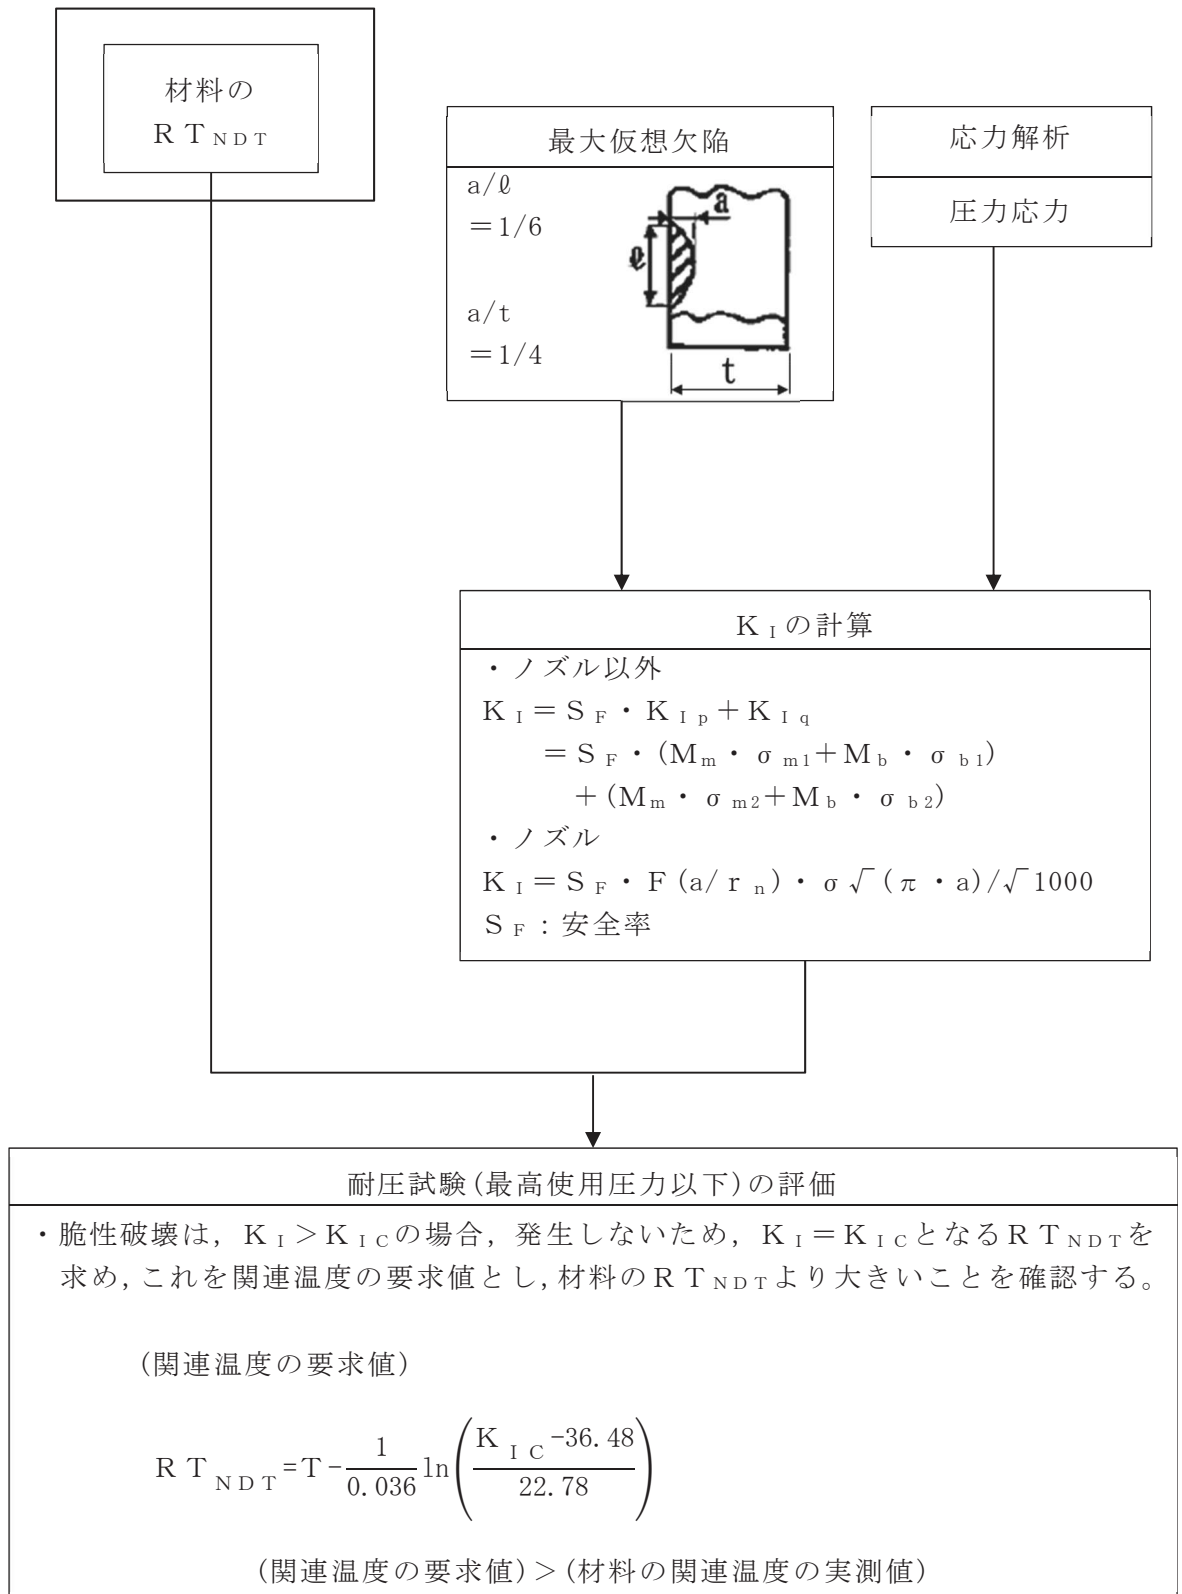 材料の
ＲＴNDT
最大仮想欠陥
a/ℓ
＝1/6
a/t
＝1/4
a
ℓ
t
応力解析
圧力応力
ＫIの計算
・ノズル以外
ＫI＝ＳF・ＫIp＋ＫIq
＝ＳF・(Mm・σm1＋Mb・σb1)
＋(Mm・σm2＋Mb・σb2)
・ノズル
ＫI＝ＳF・F(a/rn)・σ√(π・a)/√1000
ＳF：安全率
耐圧試験(最高使用圧力以下)の評価
・脆性破壊は，ＫI＞ＫICの場合，発生しないため，ＫI＝ＫICとなるＲＴNDTを
求め，これを関連温度の要求値とし，材料のＲＴNDTより大きいことを確認する。
(関連温度の要求値)
ＲＴNDT=T-1/0.036 ln((ＫIC-36.48)/22.78)
(関連温度の要求値)＞(材料の関連温度の実測値)